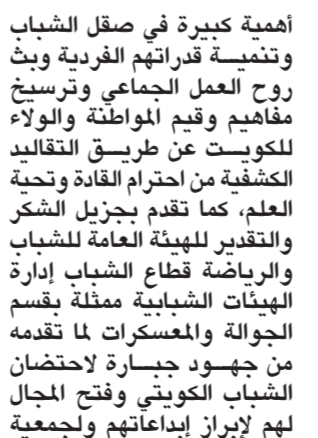 أهمية كبيرة في صقل الشباب
وتنميـــة قدراتهم الفردية وبث
روح العمل الجماعي وترسيخ
مفاهيم وقيم المواطنة والولاء
للكويـــت عن طريـــق التقاليد
الكشفية من احترام القادة وتحية
العلم، كما تقدم بجزيل الشكر
والتقدير للهيئة العامة للشباب
والرياضة قطاع الشباب إدارة
الهيئات الشبابية ممثلة بقسم
الجوالة والمعسكرات لما تقدمه
من جهـــود جبـــارة لاحتضان
الشباب الكويتي وفتح المجال
لهم لإبراز إبداعاتهم ولجمعية